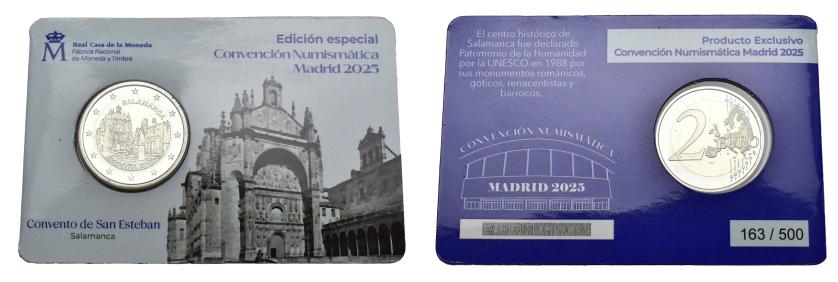 Real Casa de la Moneda
Fábrica Nacional
de Moneda y Timbre
Edición especial
Convención Numismática
Madrid 2025
SALAMANCA
Convento de San Esteban
Salamanca
El centro histórico de
Salamanca fue declarado
Patrimonio de la Humanidad
por la UNESCO en 1988 por
sus monumentos románicos,
góticos, renacentistas y
barrocos.
Producto Exclusivo
Convención Numismática Madrid 2025
2 EURO
CONVENCIÓN NUMISMÁTICA
MADRID 2025
163 / 500